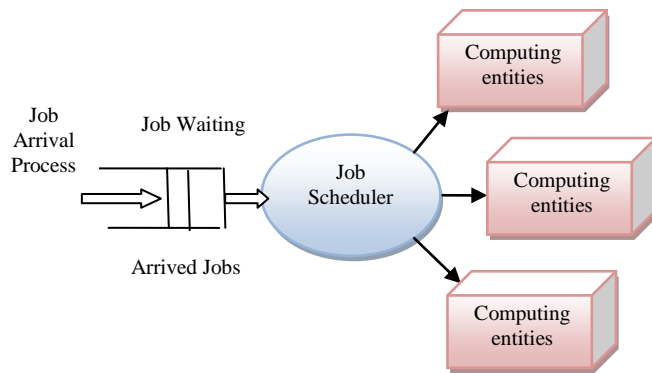 Job
Arrival
Process
Job Waiting
Arrived Jobs
Job
Scheduler
Computing
entities
Computing
entities
Computing
entities